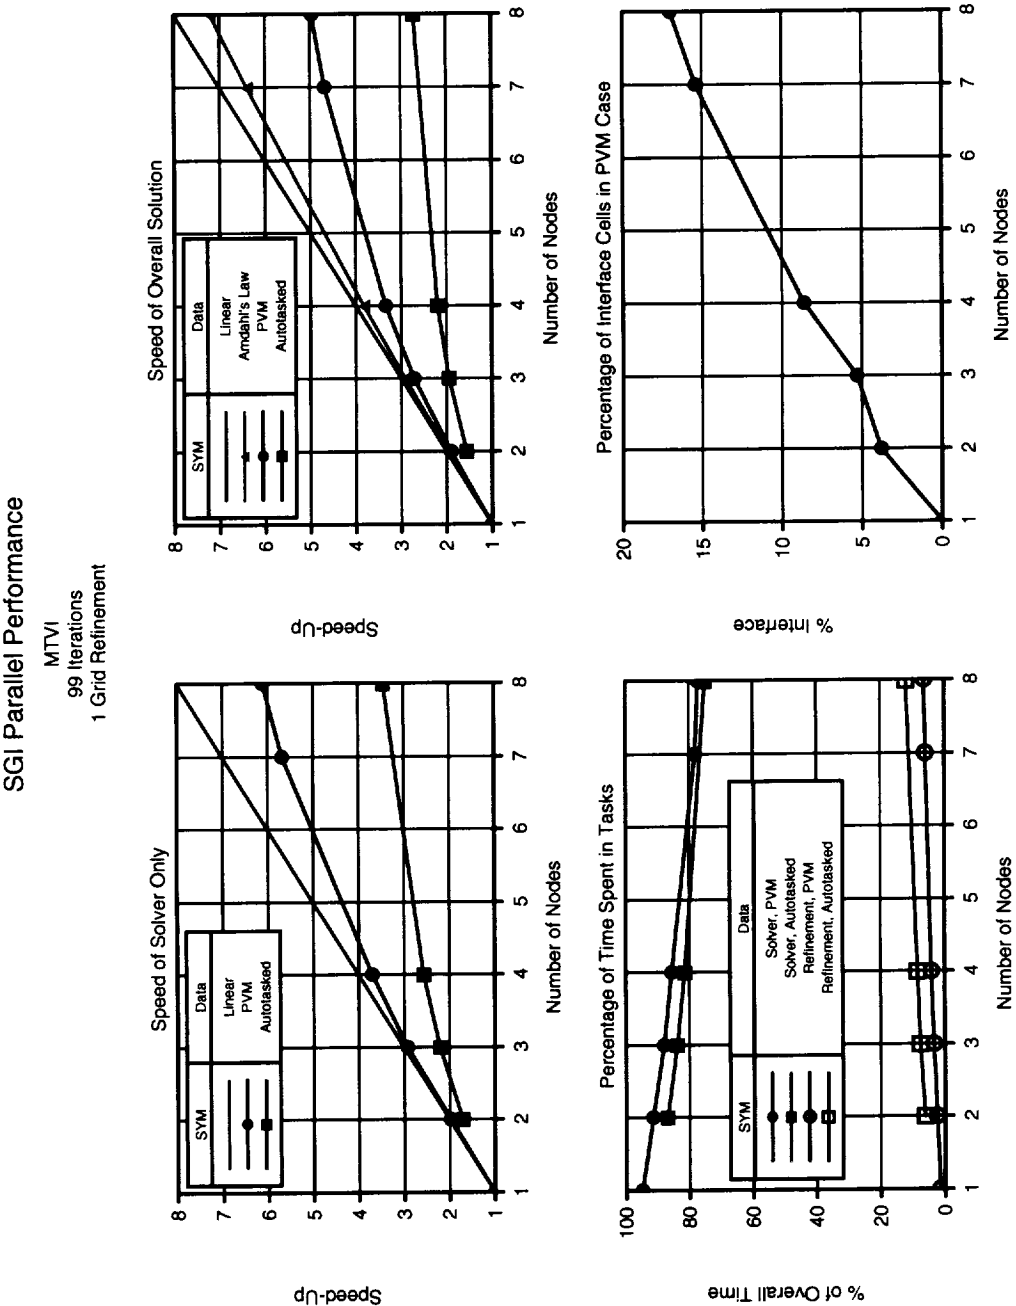 SGI Parallel Performance
MTVI
99 Iterations
1 Grid Refinement
Speed of Solver Only
Speed-Up
8
7
6
5
4
3
2
1
SYM
Data
Linear
PVM
Autotasked
1
2
3
4
5
6
7
8
Number of Nodes
Speed of Overall Solution
Speed-Up
8
7
6
5
4
3
2
1
SYM
Data
Linear
Amdahl's Law
PVM
Autotasked
1
2
3
4
5
6
7
8
Number of Nodes
Percentage of Time Spent in Tasks
% of Overall Time
100
80
60
40
20
0
SYM
Data
Solver, PVM
Solver, Autotasked
Refinement, PVM
Refinement, Autotasked
1
2
3
4
5
6
7
8
Number of Nodes
Percentage of Interface Cells in PVM Case
% Interface
20
15
10
5
0
1
2
3
4
5
6
7
8
Number of Nodes